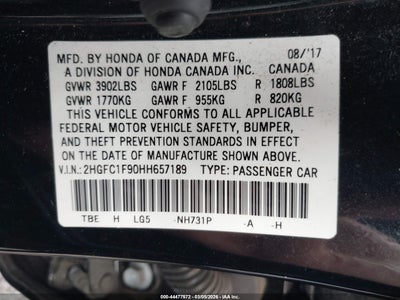 MFD. BY HONDA OF CANADA MFG., 08/'17
A DIVISION OF HONDA CANADA INC. CANADA
GVWR 3902LBS GAWR F 2105LBS R 1808LBS
GVWR 1770KG GAWR F 955KG R 820KG
THIS VEHICLE CONFORMS TO ALL APPLICABLE
FEDERAL MOTOR VEHICLE SAFETY, BUMPER,
AND THEFT PREVENTION STANDARDS IN EFFECT
ON THE DATE OF MANUFACTURE SHOWN ABOVE.
V.I.N.: 2HGFC1F90HH657189 TYPE: PASSENGER CAR
TBE H LG5 -NH731P -A -H
000-44477972 - 03/05/2026 -